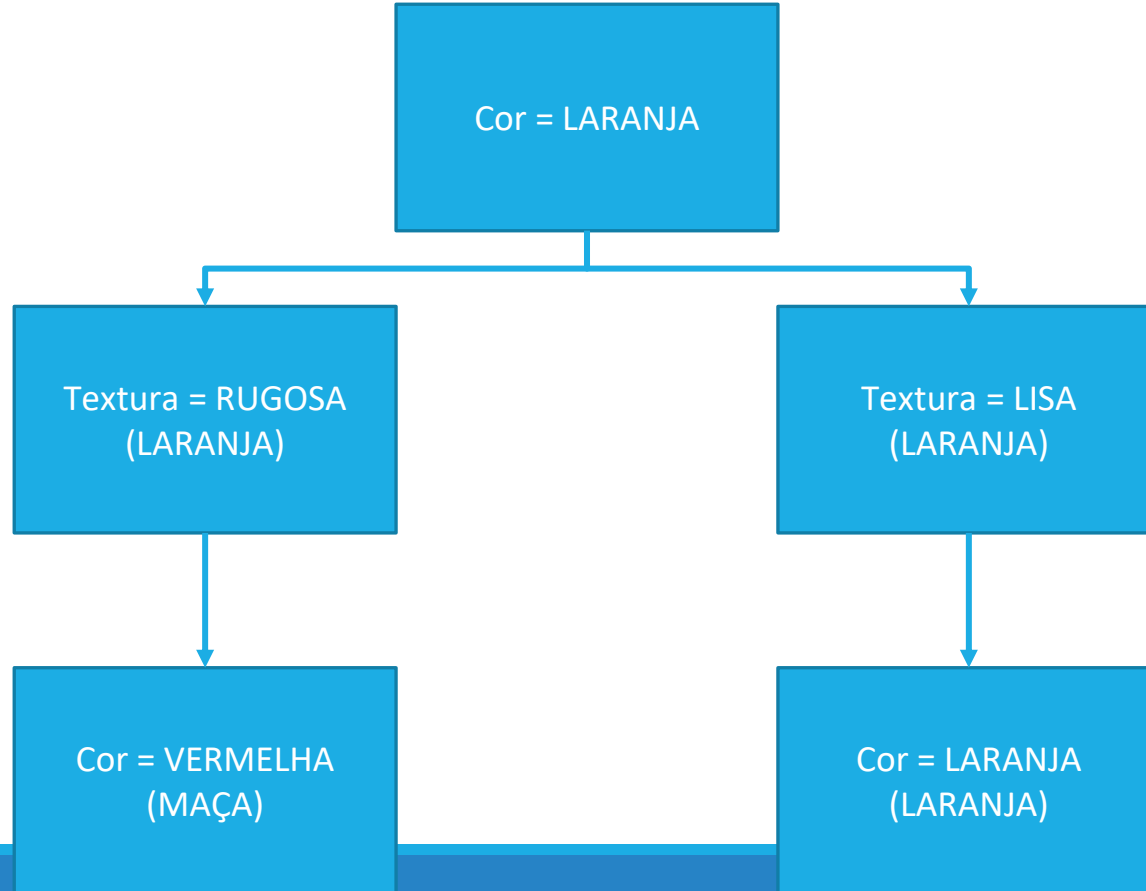 Cor = LARANJA
Textura = RUGOSA
(LARANJA)
Textura = LISA
(LARANJA)
Cor = VERMELHA
(MAÇA)
Cor = LARANJA
(LARANJA)